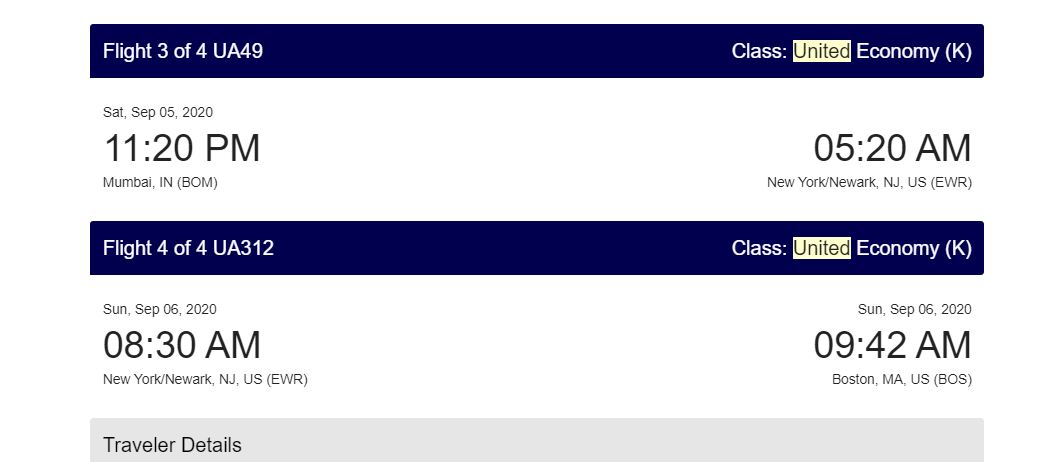 Flight 3 of 4 UA49 Class: United Economy (K)
Sat, Sep 05, 2020
11:20 PM 05:20 AM
Mumbai, IN (BOM) New York/Newark, NJ, US (EWR)
Flight 4 of 4 UA312 Class: United Economy (K)
Sun, Sep 06, 2020 Sun, Sep 06, 2020
08:30 AM 09:42 AM
New York/Newark, NJ, US (EWR) Boston, MA, US (BOS)
Traveler Details